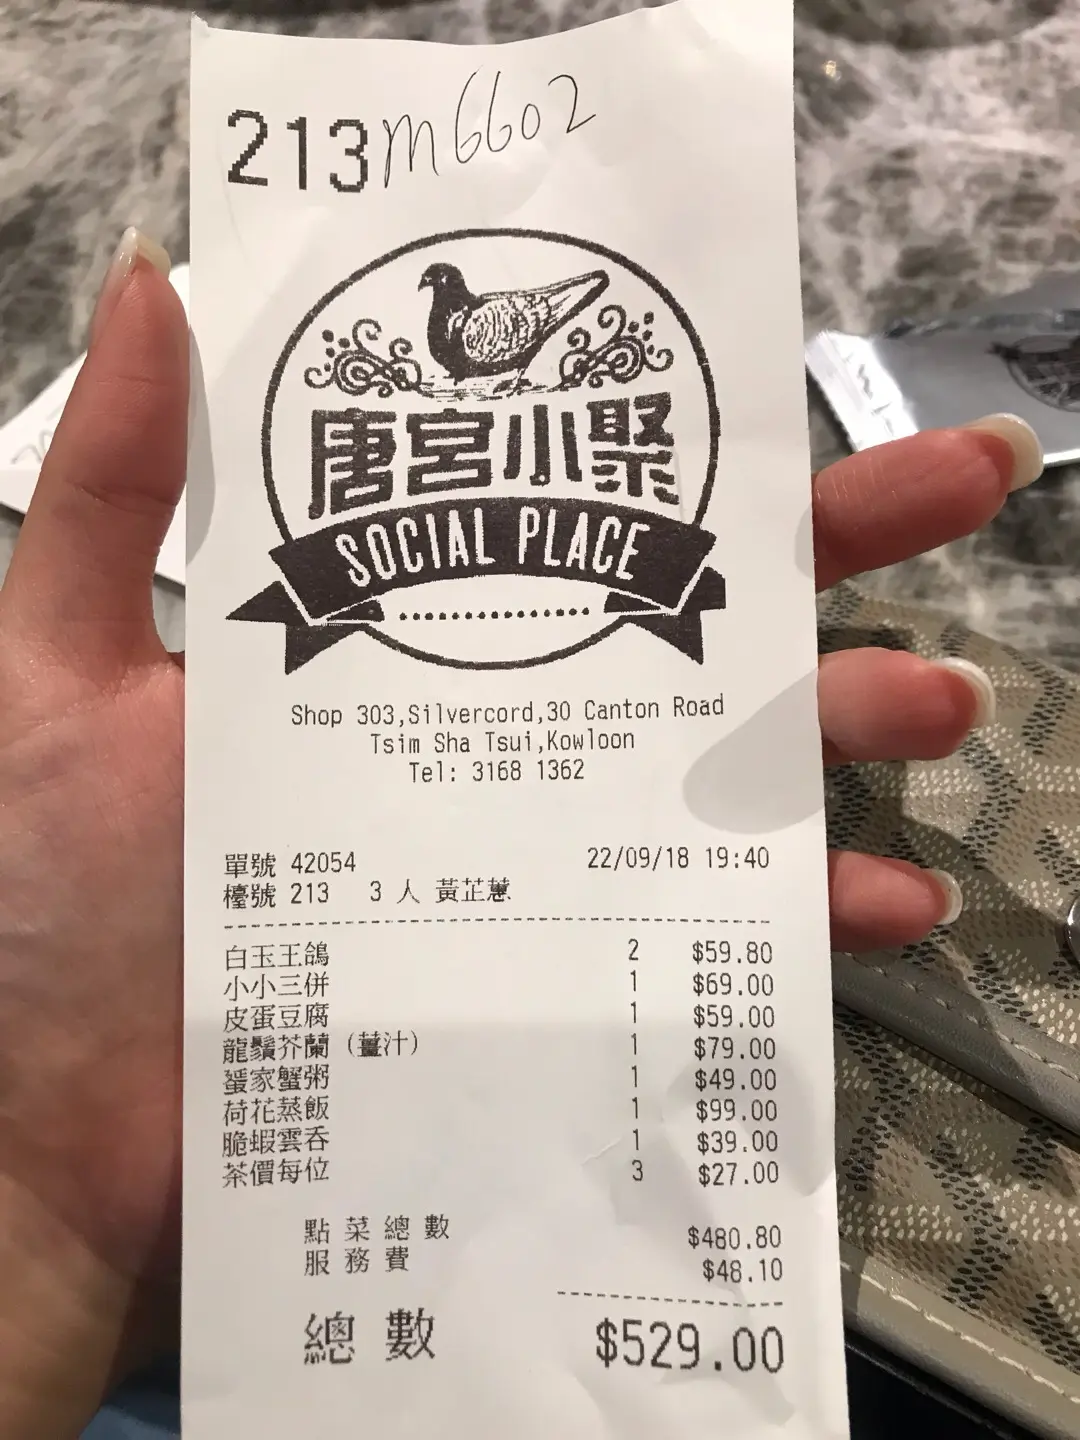 213 m6602
唐宮小聚
SOCIAL PLACE
Shop 303,Silvercord,30 Canton Road
Tsim Sha Tsui,Kowloon
Tel: 3168 1362
單號 42054 22/09/18 19:40
檯號 213 3 人 黃芷蕙
白玉王鴿 2 $59.80
小小三併 1 $69.00
皮蛋豆腐 1 $59.00
龍鬚芥蘭 (薑汁) 1 $79.00
蜑家蟹粥 1 $49.00
荷花蒸飯 1 $99.00
脆蝦雲吞 1 $39.00
茶價每位 3 $27.00
點菜總數 $480.80
服務費 $48.10
總數 $529.00